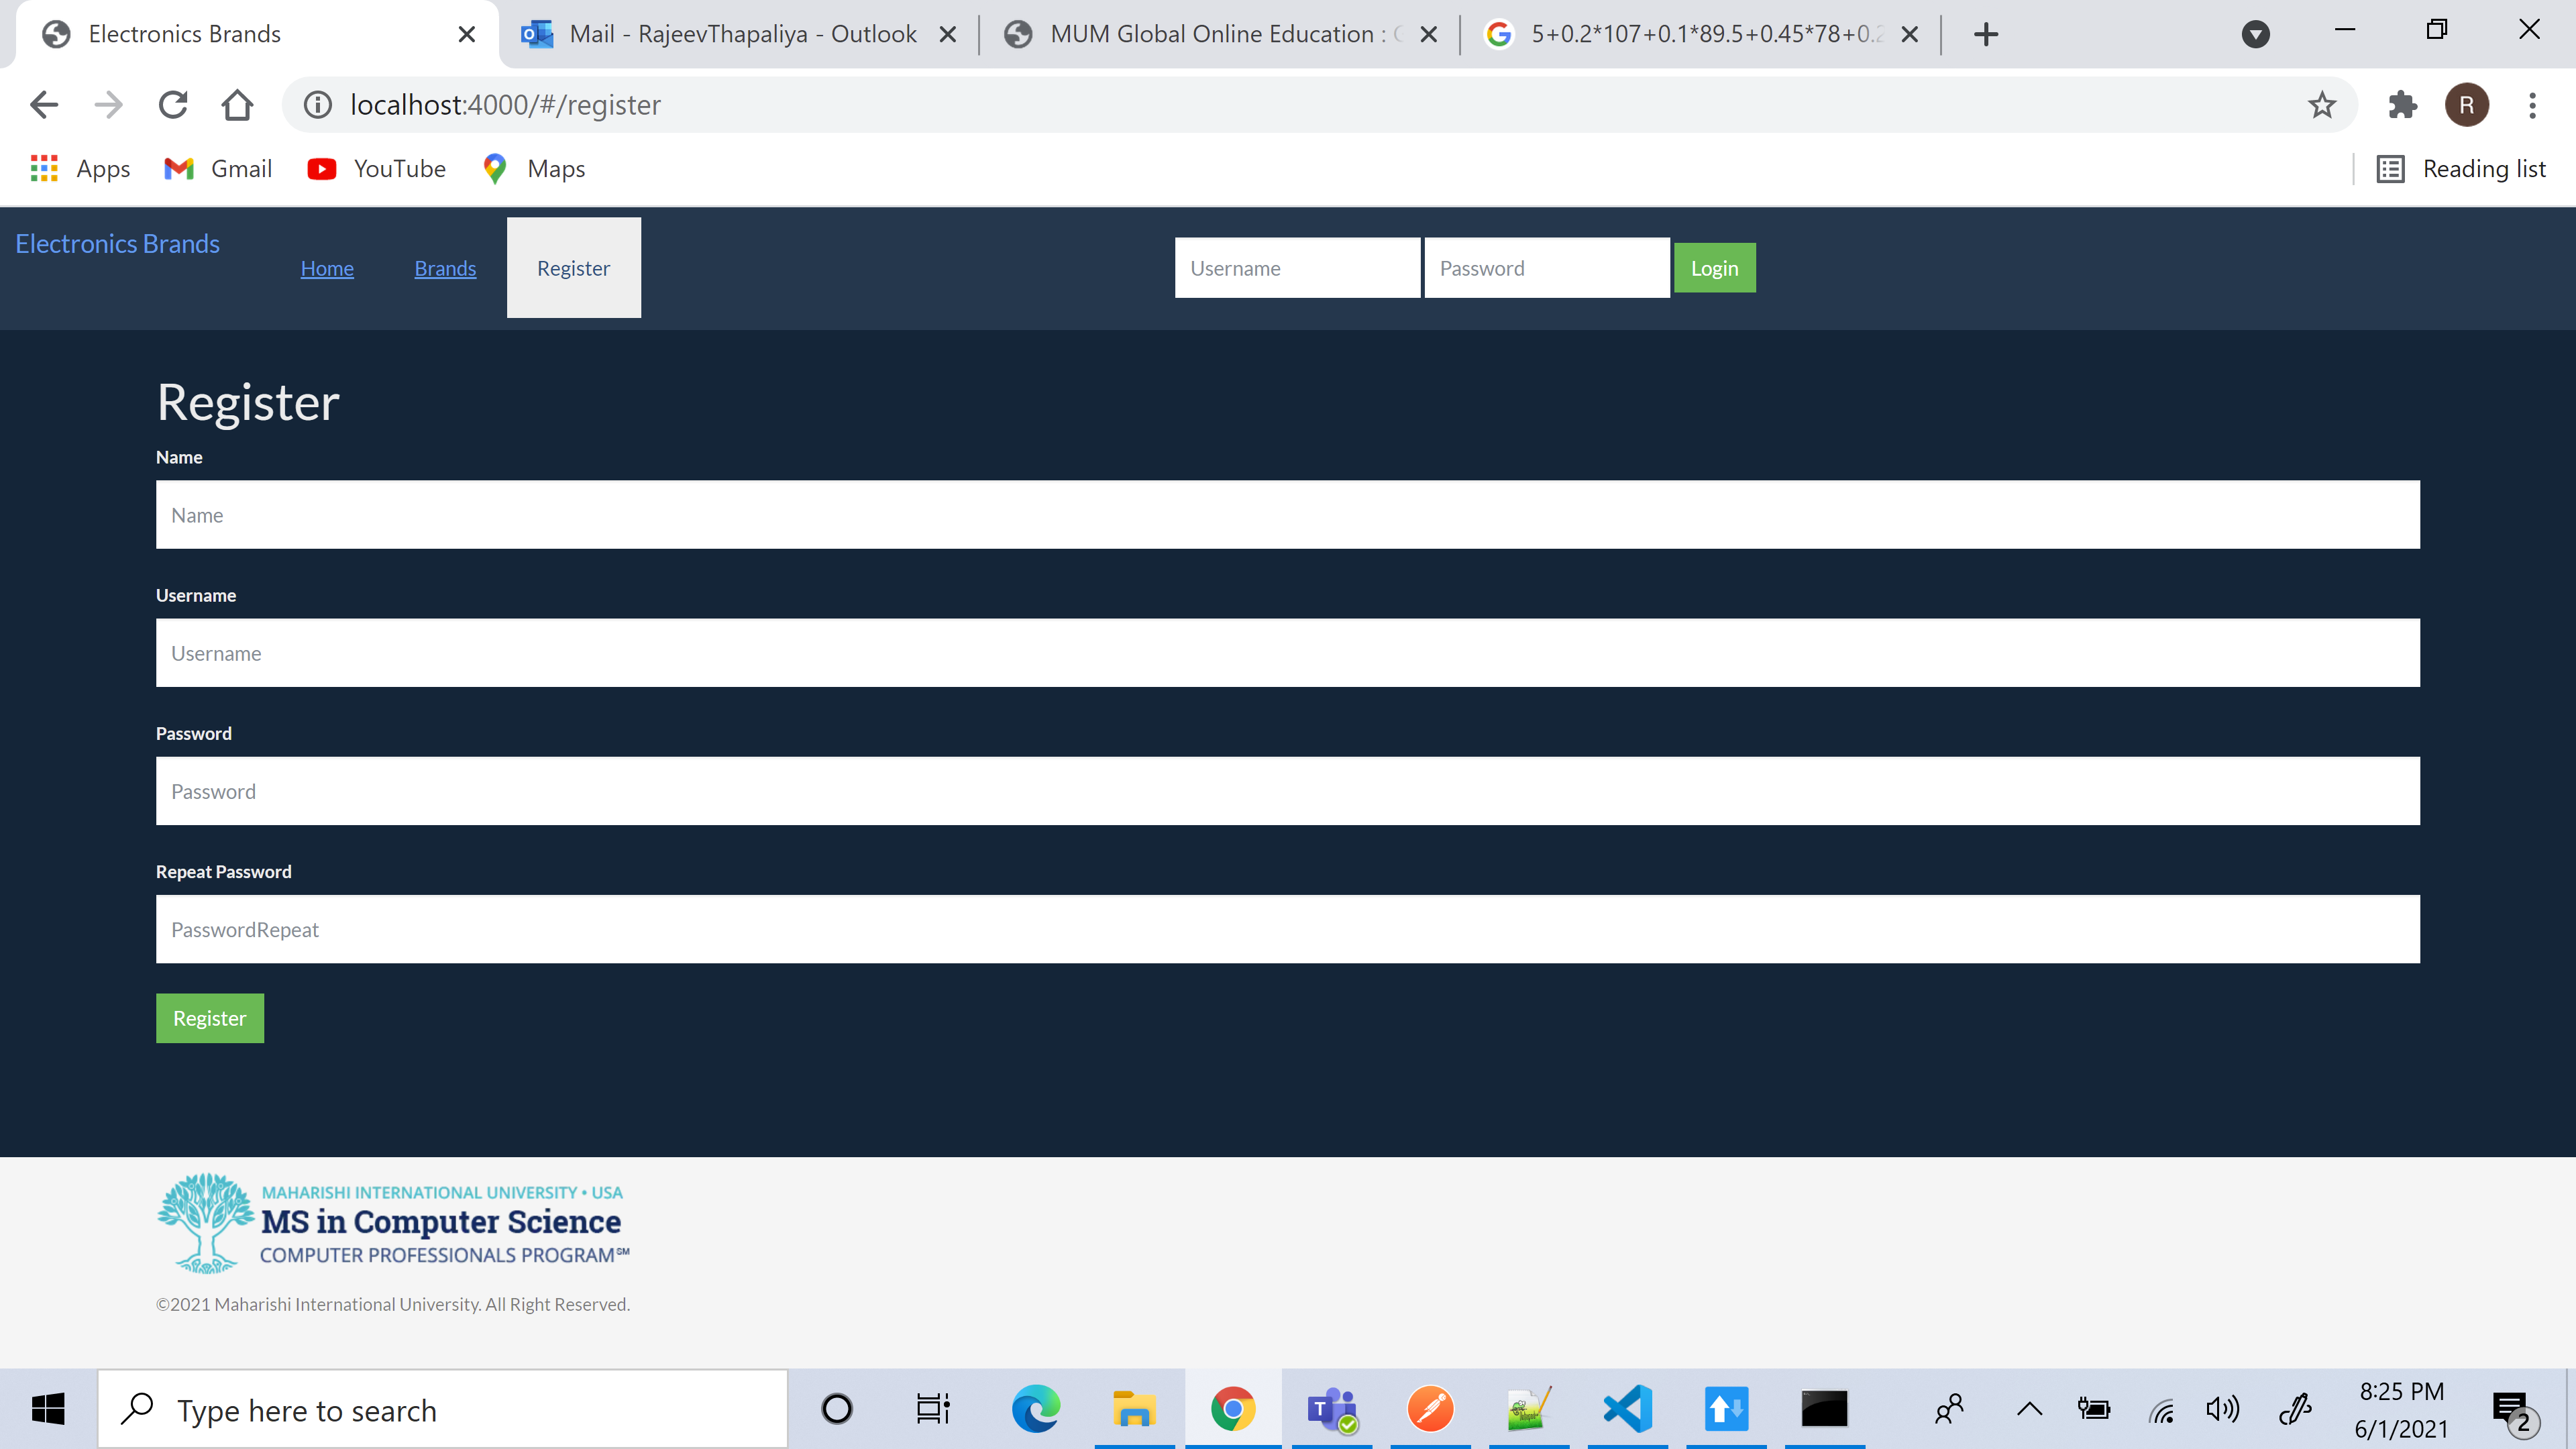 Electronics Brands
Mail - RajeevThapaliya - Outlook
MUM Global Online Education :
5+0.2*107+0.1*89.5+0.45*78+0.2
localhost:4000/#/register
R
Apps
Gmail
YouTube
Maps
Reading list
Electronics Brands
Home
Brands
Register
Username
Password
Login
Register
Name
Name
Username
Username
Password
Password
Repeat Password
PasswordRepeat
Register
MAHARISHI INTERNATIONAL UNIVERSITY • USA
MS in Computer Science
COMPUTER PROFESSIONALS PROGRAM℠
©2021 Maharishi International University. All Right Reserved.
Type here to search
8:25 PM
6/1/2021
2